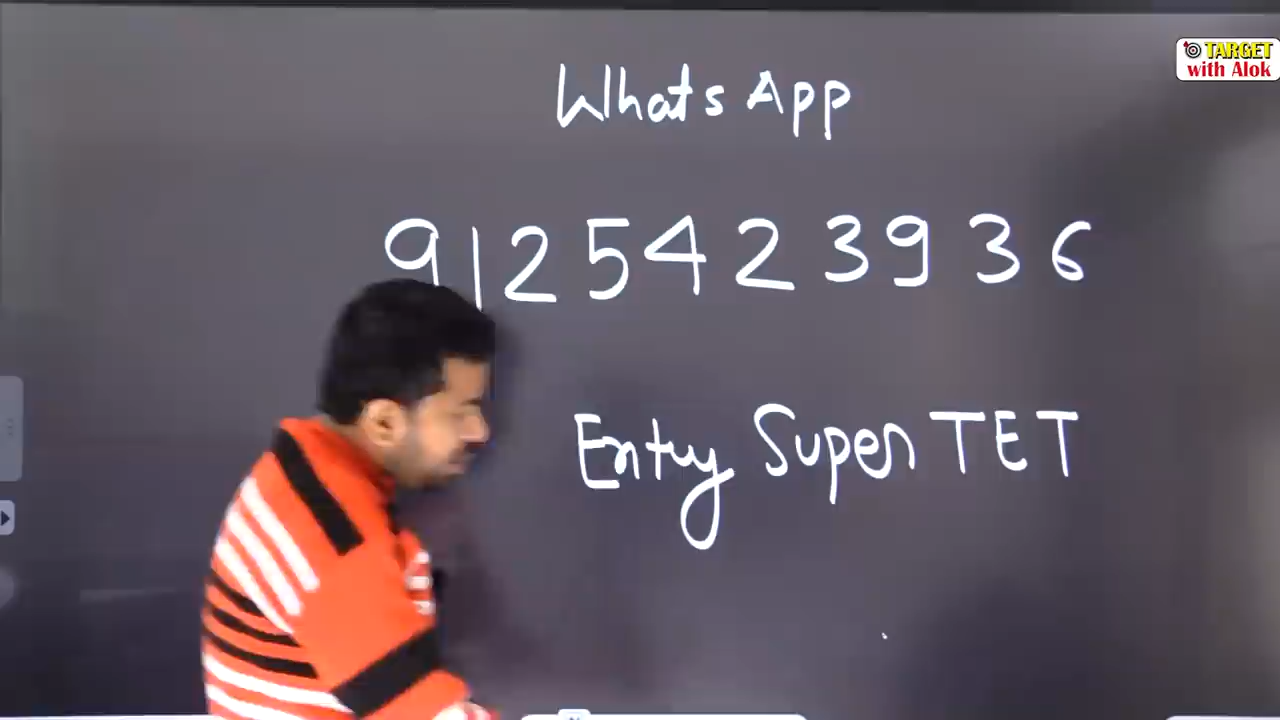 TARGET
with Alok
WhatsApp
9125423936
Entry Super TET